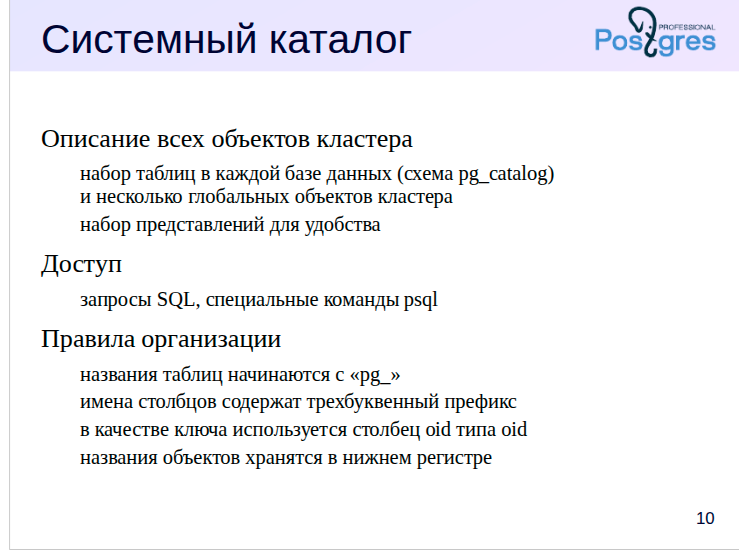 Системный каталог
PROFESSIONAL
Postgres
Описание всех объектов кластера
набор таблиц в каждой базе данных (схема pg_catalog)
и несколько глобальных объектов кластера
набор представлений для удобства
Доступ
запросы SQL, специальные команды psql
Правила организации
названия таблиц начинаются с «pg_»
имена столбцов содержат трехбуквенный префикс
в качестве ключа используется столбец oid типа oid
названия объектов хранятся в нижнем регистре
10